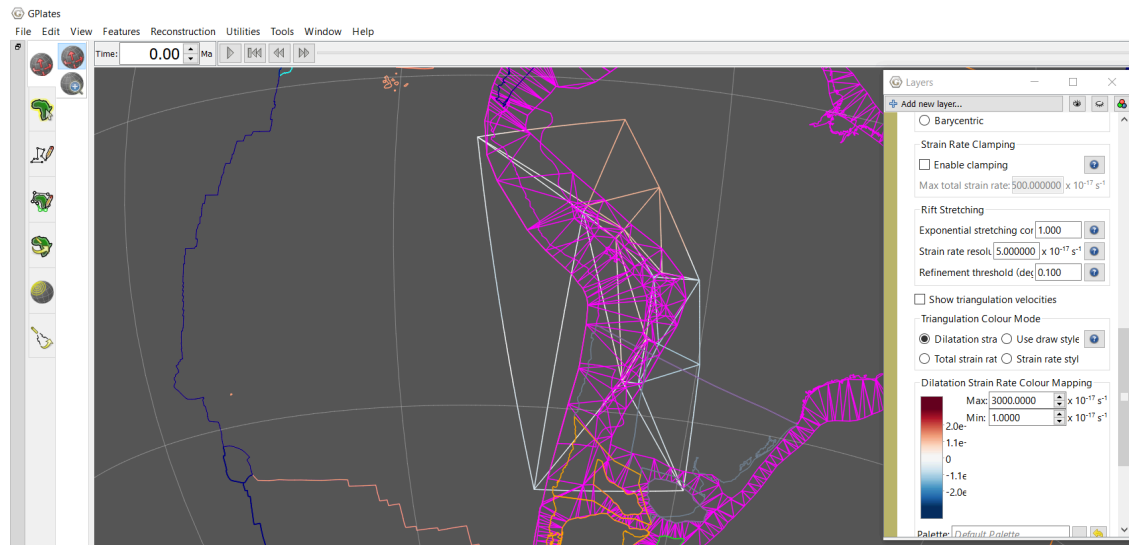 GPlates
File Edit View Features Reconstruction Utilities Tools Window Help
Time: 0.00 Ma
Layers
Add new layer...
Barycentric
Strain Rate Clamping
Enable clamping
Max total strain rate: 500.000000 x 10⁻¹⁷ s⁻¹
Rift Stretching
Exponential stretching cor 1.000
Strain rate resolu 5.000000 x 10⁻¹⁷ s⁻¹
Refinement threshold (deg 0.100
Show triangulation velocities
Triangulation Colour Mode
Dilatation stra Use draw style
Total strain rat Strain rate styl
Dilatation Strain Rate Colour Mapping
Max: 3000.0000 x 10⁻¹⁷ s⁻¹
Min: 1.0000 x 10⁻¹⁷ s⁻¹
2.0e-
1.1e-
0
-1.1e
-2.0e
Palette: Default Palette